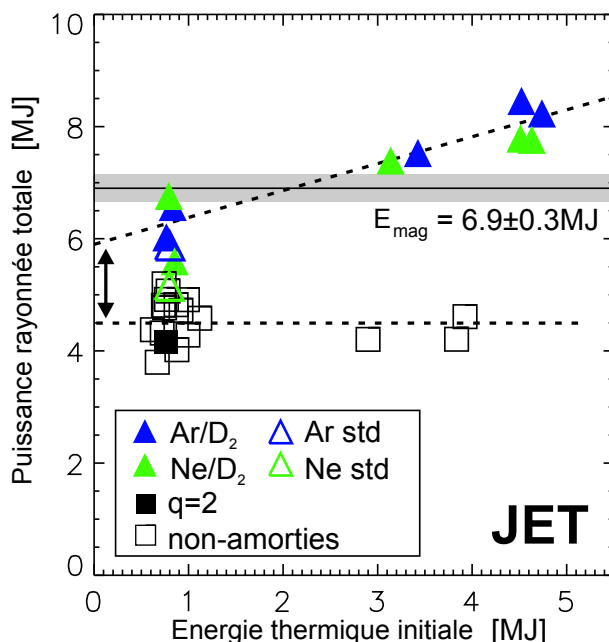 10
8
6
4
2
0
Puissance rayonnée totale [MJ]
E_mag = 6.9±0.3MJ
Ar/D₂ Ar std
Ne/D₂ Ne std
q=2
non-amorties
JET
0 1 2 3 4 5
Energie thermique initiale [MJ]